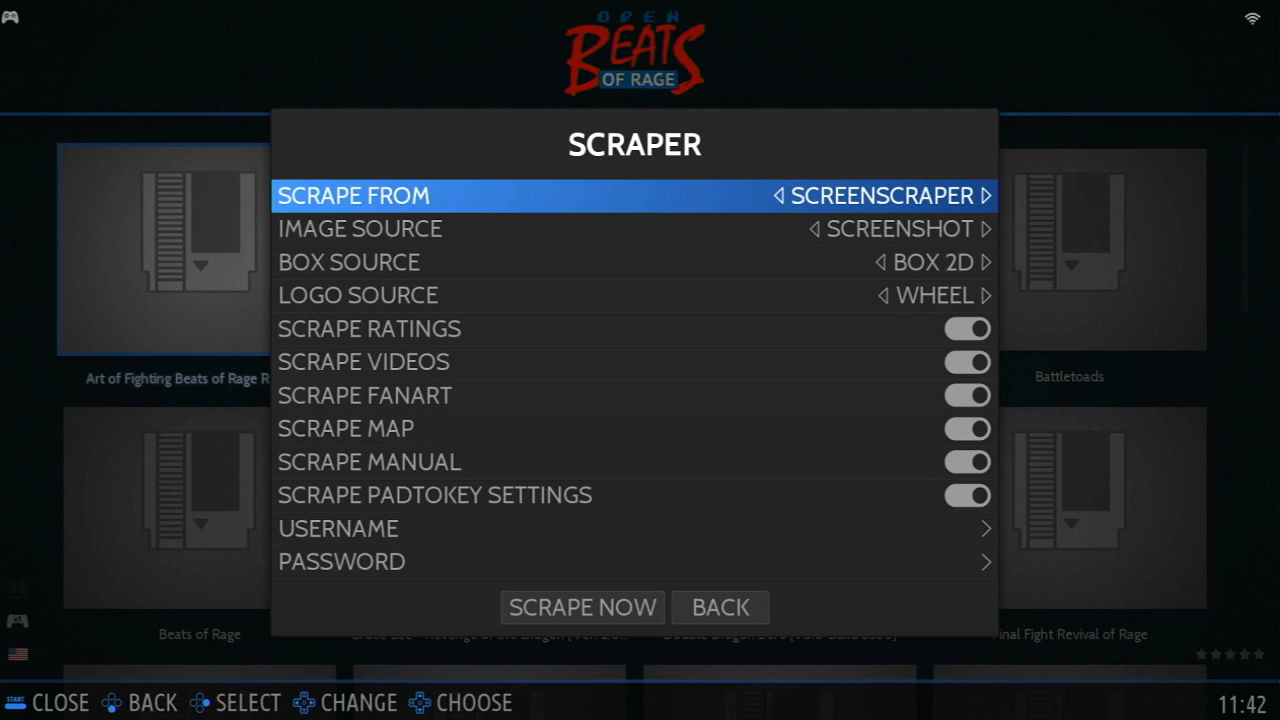 OPEN
BEATS
OF RAGE
SCRAPER
SCRAPE FROM SCREENSCRAPER
IMAGE SOURCE SCREENSHOT
BOX SOURCE BOX 2D
LOGO SOURCE WHEEL
SCRAPE RATINGS
SCRAPE VIDEOS
SCRAPE FANART
SCRAPE MAP
SCRAPE MANUAL
SCRAPE PADTOKEY SETTINGS
USERNAME
PASSWORD
SCRAPE NOW BACK
Art of Fighting Beats of Rage R
Battletoads
Beats of Rage
Final Fight Revival of Rage
START CLOSE BACK SELECT CHANGE CHOOSE 11:42